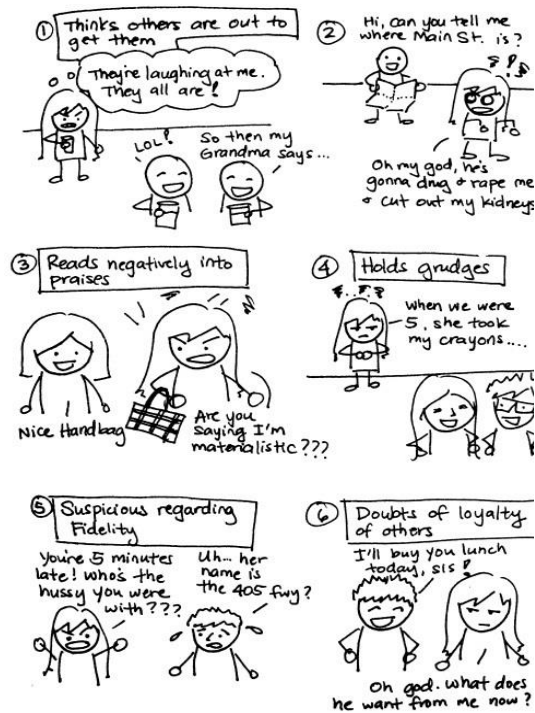 ① Thinks others are out to
get them
They're laughing at me.
They all are!
LOL!
So then my
Grandma says...
② Hi, can you tell me
where Main St. is?
Oh my god, he's
gonna drug & rape me
& cut out my kidneys
③ Reads negatively into
praises
Nice Handbag
Are you
saying I'm
materialistic???
④ Holds grudges
When we were
5, she took
my crayons....
⑤ Suspicious regarding
Fidelity
You're 5 minutes
late! Who's the
hussy you were
with???
Uh... her
name is
the 405 fwy?
⑥ Doubts of loyalty
of others
I'll buy you lunch
today, sis!
Oh god. What does
he want from me now?